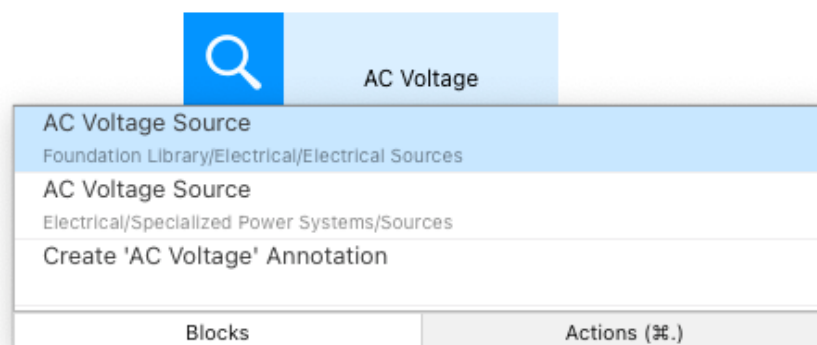 AC Voltage
AC Voltage Source
Foundation Library/Electrical/Electrical Sources
AC Voltage Source
Electrical/Specialized Power Systems/Sources
Create 'AC Voltage' Annotation
Blocks
Actions (⌘.)